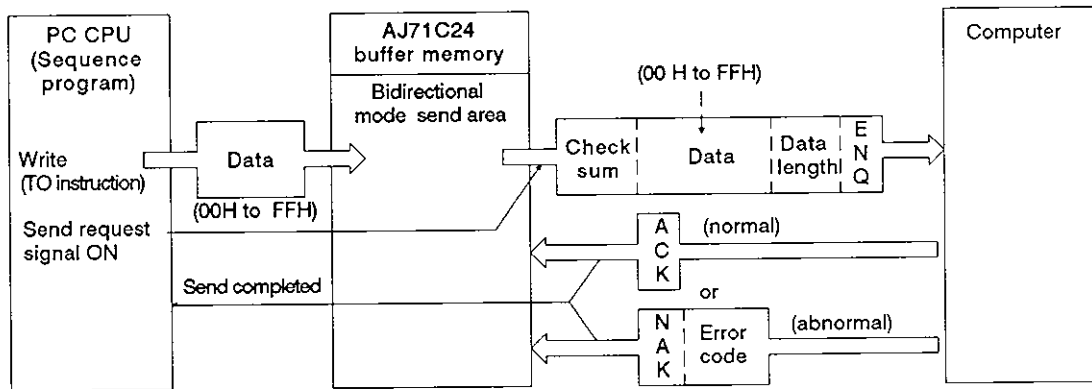 PC CPU
(Sequence
program)
Write
(TO instruction)
Send request
signal ON
Data
(00H to FFH)
Send completed
AJ71C24
buffer memory
Bidirectional
mode send area
(00 H to FFH)
Check
sum
Data
Data
length
E
N
Q
A
C
K
(normal)
or
N
A
K
Error
code
(abnormal)
Computer